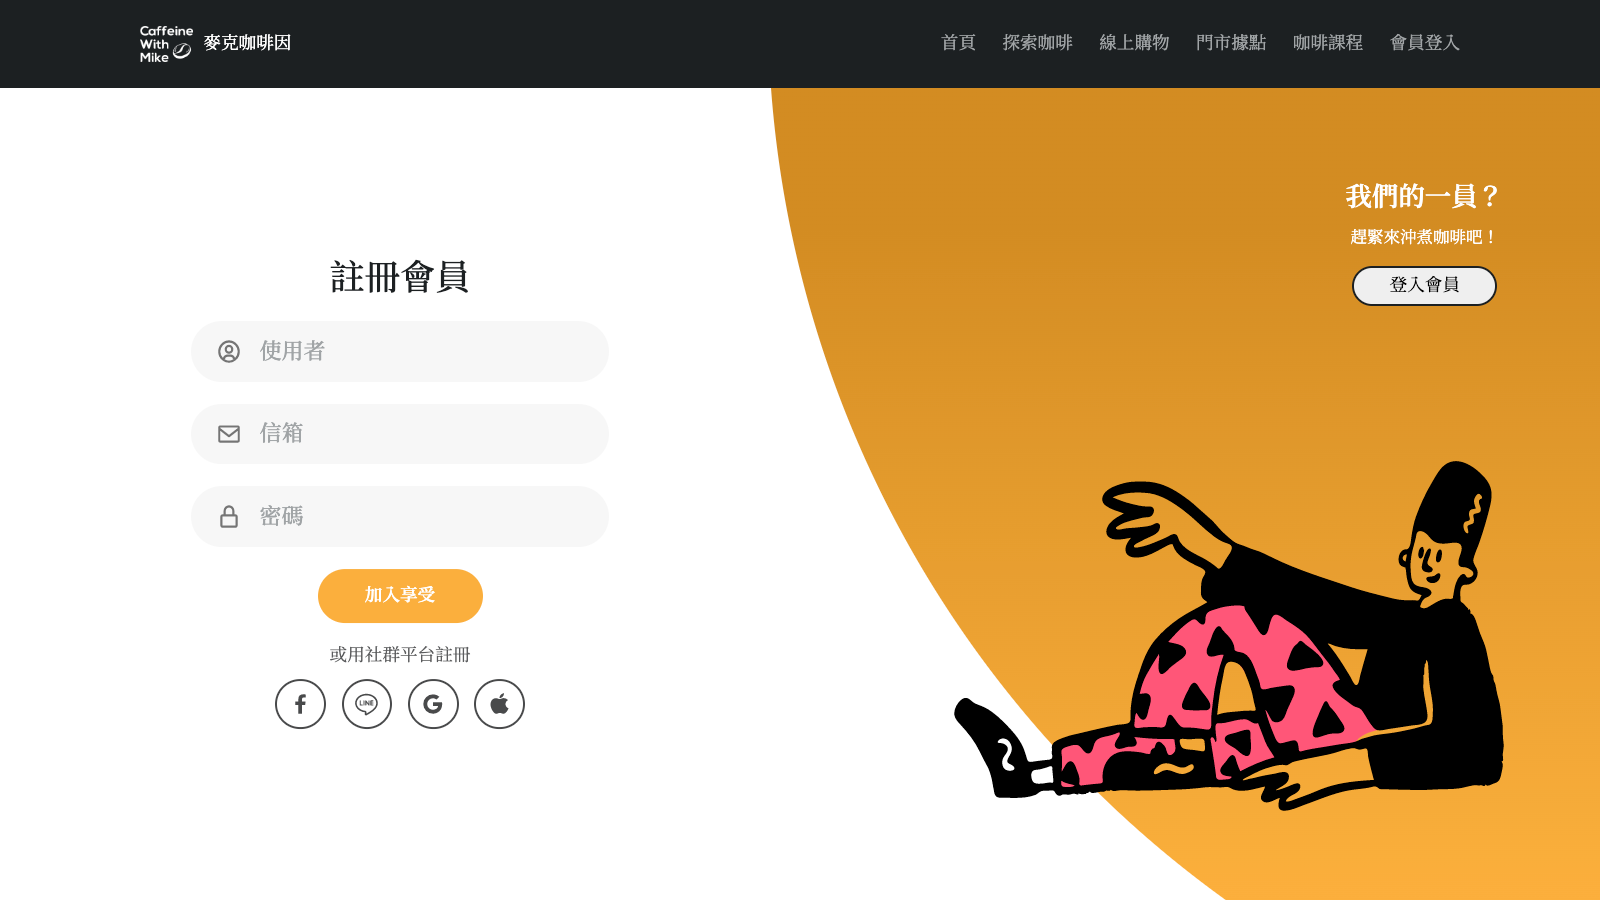 Caffeine
With
Mike
麥克咖啡因
首頁 探索咖啡 線上購物 門市據點 咖啡課程 會員登入
我們的一員？
趕緊來沖煮咖啡吧！
登入會員
註冊會員
使用者
信箱
密碼
加入享受
或用社群平台註冊
LINE